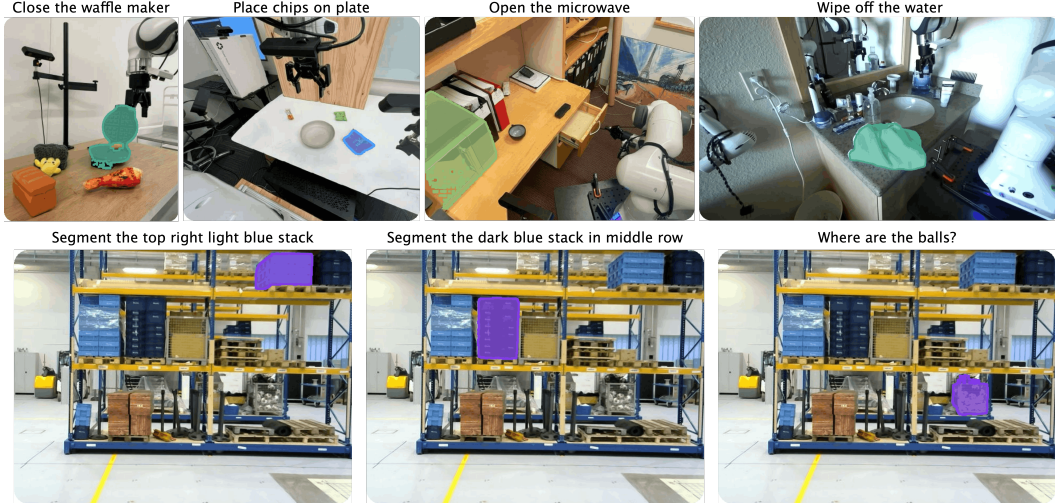 Close the waffle maker
Place chips on plate
Open the microwave
Wipe off the water
Segment the top right light blue stack
Segment the dark blue stack in middle row
Where are the balls?